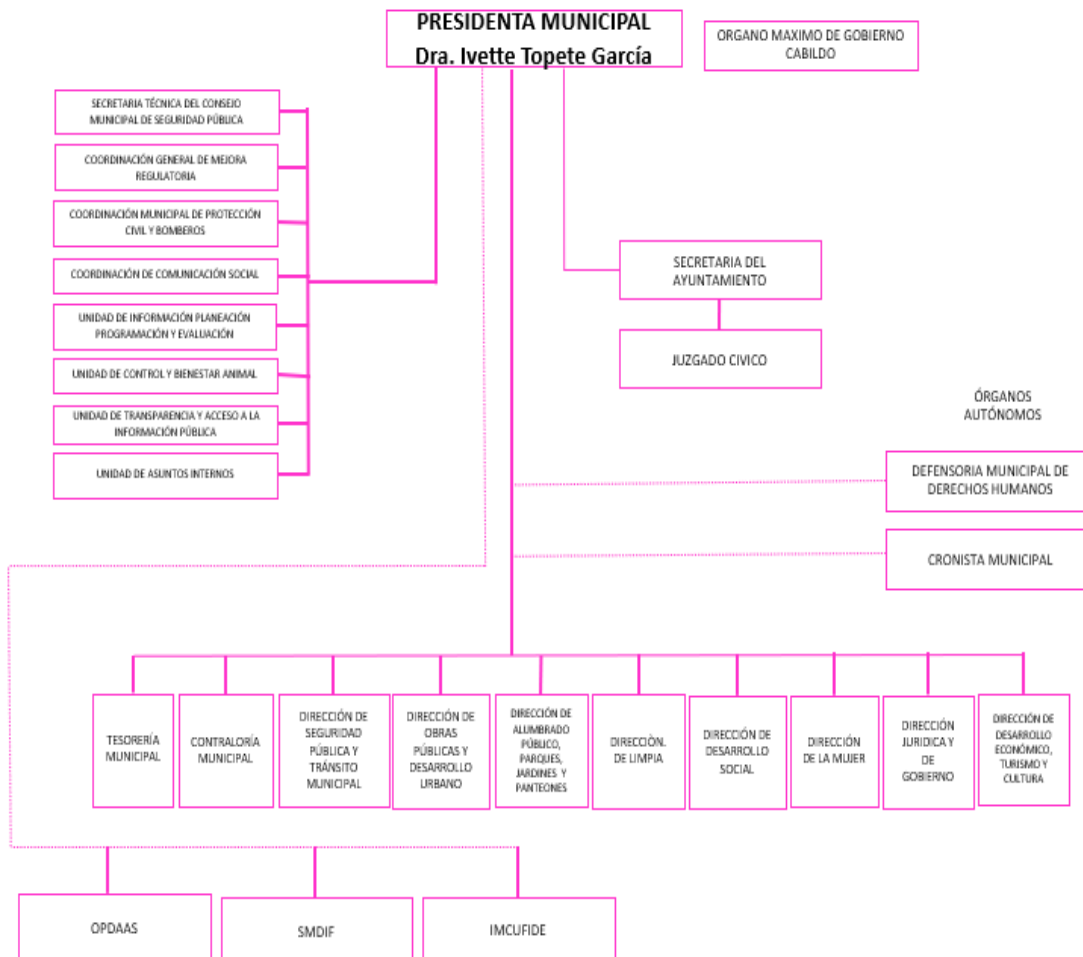 PRESIDENTA MUNICIPAL
Dra. Ivette Topete García
ORGANO MAXIMO DE GOBIERNO
CABILDO
SECRETARIA TÉCNICA DEL CONSEJO
MUNICIPAL DE SEGURIDAD PÚBLICA
COORDINACIÓN GENERAL DE MEJORA
REGULATORIA
COORDINACIÓN MUNICIPAL DE PROTECCIÓN
CIVIL Y BOMBEROS
COORDINACIÓN DE COMUNICACIÓN SOCIAL
UNIDAD DE INFORMACIÓN PLANEACIÓN
PROGRAMACIÓN Y EVALUACIÓN
UNIDAD DE CONTROL Y BIENESTAR ANIMAL
UNIDAD DE TRANSPARENCIA Y ACCESO A LA
INFORMACIÓN PÚBLICA
UNIDAD DE ASUNTOS INTERNOS
SECRETARIA DEL
AYUNTAMIENTO
JUZGADO CIVICO
ÓRGANOS
AUTÓNOMOS
DEFENSORIA MUNICIPAL DE
DERECHOS HUMANOS
CRONISTA MUNICIPAL
TESORERÍA
MUNICIPAL
CONTRALORÍA
MUNICIPAL
DIRECCIÓN DE
SEGURIDAD
PÚBLICA Y
TRÁNSITO
MUNICIPAL
DIRECCIÓN DE
OBRAS
PÚBLICAS Y
DESARROLLO
URBANO
DIRECCIÓN DE
ALUMBRADO
PÚBLICO,
PARQUES,
JARDINES Y
PANTEONES
DIRECCIÒN.
DE LIMPIA
DIRECCIÓN DE
DESARROLLO
SOCIAL
DIRECCIÓN
DE LA MUJER
DIRECCIÓN
JURIDICA Y
DE
GOBIERNO
DIRECCIÓN DE
DESARROLLO
ECONÓMICO,
TURISMO Y
CULTURA
OPDAAS
SMDIF
IMCUFIDE